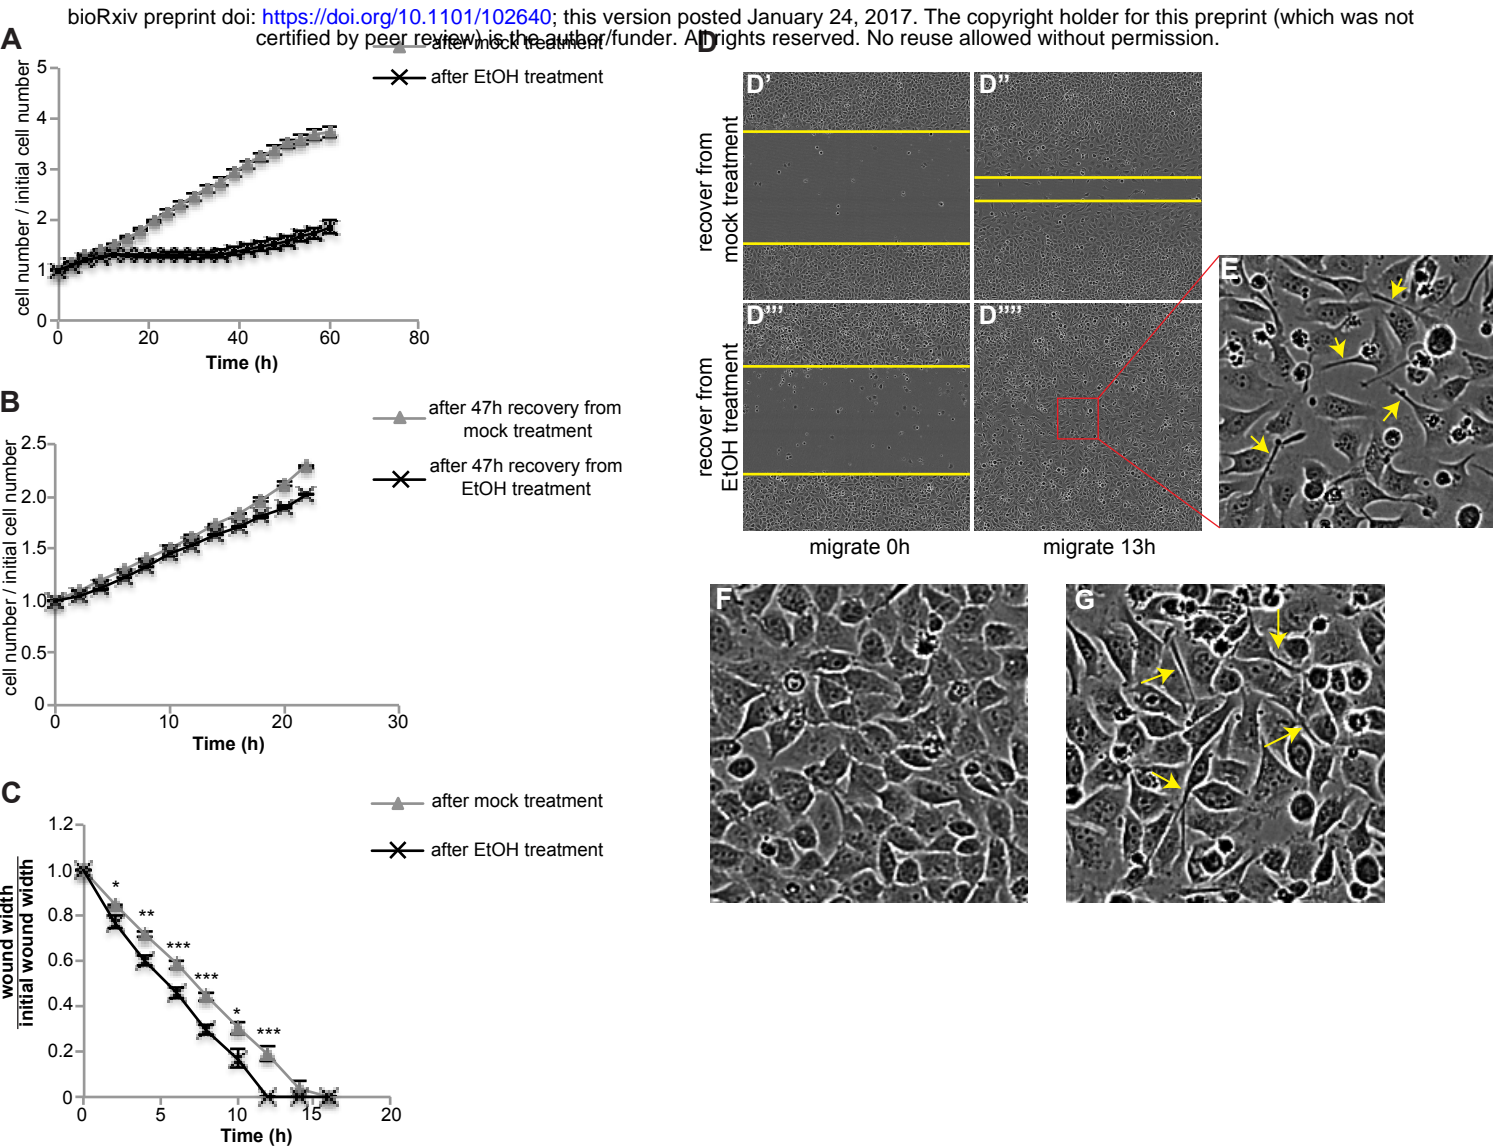 bioRxiv preprint doi: https://doi.org/10.1101/102640; this version posted January 24, 2017. The copyright holder for this preprint (which was not
certified by peer review) is the author/funder. All rights reserved. No reuse allowed without permission.
A
after mock treatment
after EtOH treatment
cell number / initial cell number
5
4
3
2
1
0
0 20 40 60 80
Time (h)
B
after 47h recovery from
mock treatment
after 47h recovery from
EtOH treatment
cell number / initial cell number
2.5
2.0
1.5
1.0
0.5
0
0 10 20 30
Time (h)
C
after mock treatment
after EtOH treatment
wound width
initial wound width
1.2
1.0
0.8
0.6
0.4
0.2
0
* ** *** *** * ***
0 5 10 15 20
Time (h)
D
D' D''
recover from
mock treatment
D''' D''''
recover from
EtOH treatment
migrate 0h migrate 13h
E
F
G